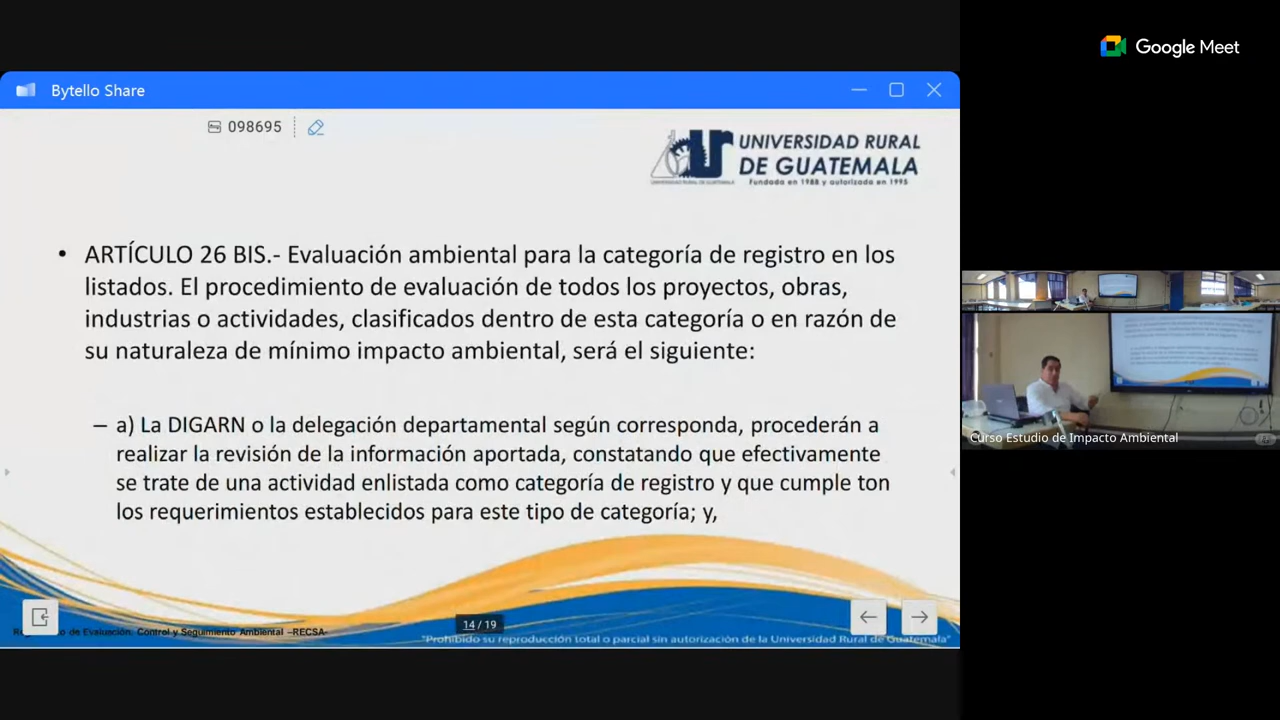 Google Meet
Bytello Share
098695
UNIVERSIDAD RURAL
DE GUATEMALA
Fundada en 1988 y autorizada en 1995
• ARTÍCULO 26 BIS.- Evaluación ambiental para la categoría de registro en los
listados. El procedimiento de evaluación de todos los proyectos, obras,
industrias o actividades, clasificados dentro de esta categoría o en razón de
su naturaleza de mínimo impacto ambiental, será el siguiente:
– a) La DIGARN o la delegación departamental según corresponda, procederán a
realizar la revisión de la información aportada, constatando que efectivamente
se trate de una actividad enlistada como categoría de registro y que cumple ton
los requerimientos establecidos para este tipo de categoría; y,
Curso Estudio de Impacto Ambiental
14 / 19
de Evaluación, Control y Seguimiento Ambiental –RECSA-
"Prohibido su reproducción total o parcial sin autorización de la Universidad Rural de Guatemala"